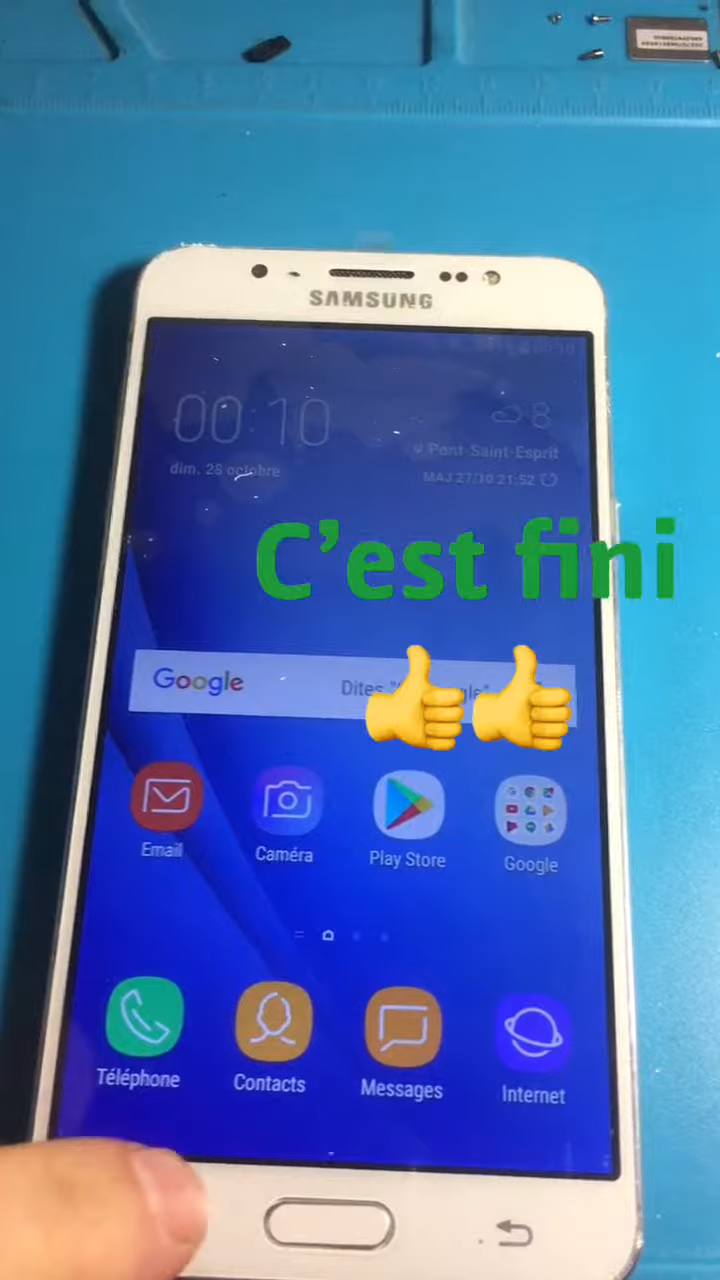 SAMSUNG
00:10
8
dim. 28 octobre
Pont-Saint-Esprit
MAJ 27/10 21:52
C'est fini
Google
Dites
Email
Caméra
Play Store
Google
Téléphone
Contacts
Messages
Internet